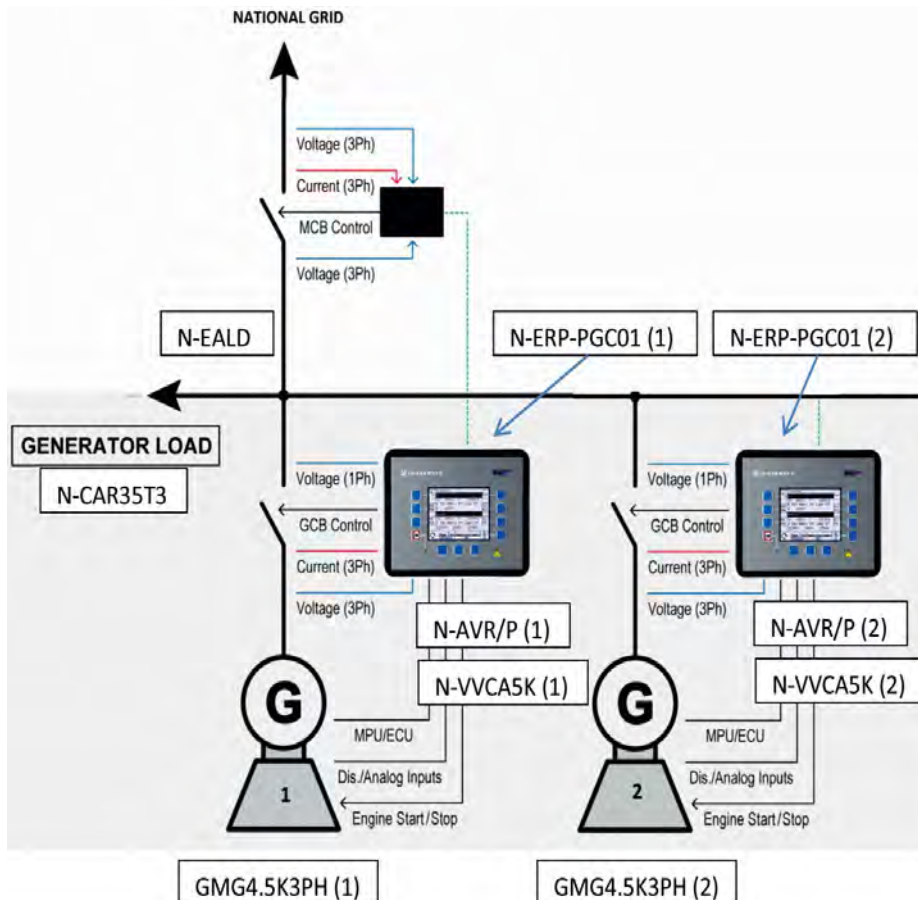 NATIONAL GRID
Voltage (3Ph)
Current (3Ph)
MCB Control
Voltage (3Ph)
N-EALD
N-ERP-PGC01 (1)
N-ERP-PGC01 (2)
GENERATOR LOAD
N-CAR35T3
Voltage (1Ph)
GCB Control
Current (3Ph)
Voltage (3Ph)
Voltage (1Ph)
GCB Control
Current (3Ph)
Voltage (3Ph)
N-AVR/P (1)
N-VVCA5K (1)
N-AVR/P (2)
N-VVCA5K (2)
G
1
MPU/ECU
Dis./Analog Inputs
Engine Start/Stop
G
2
MPU/ECU
Dis./Analog Inputs
Engine Start/Stop
GMG4.5K3PH (1)
GMG4.5K3PH (2)